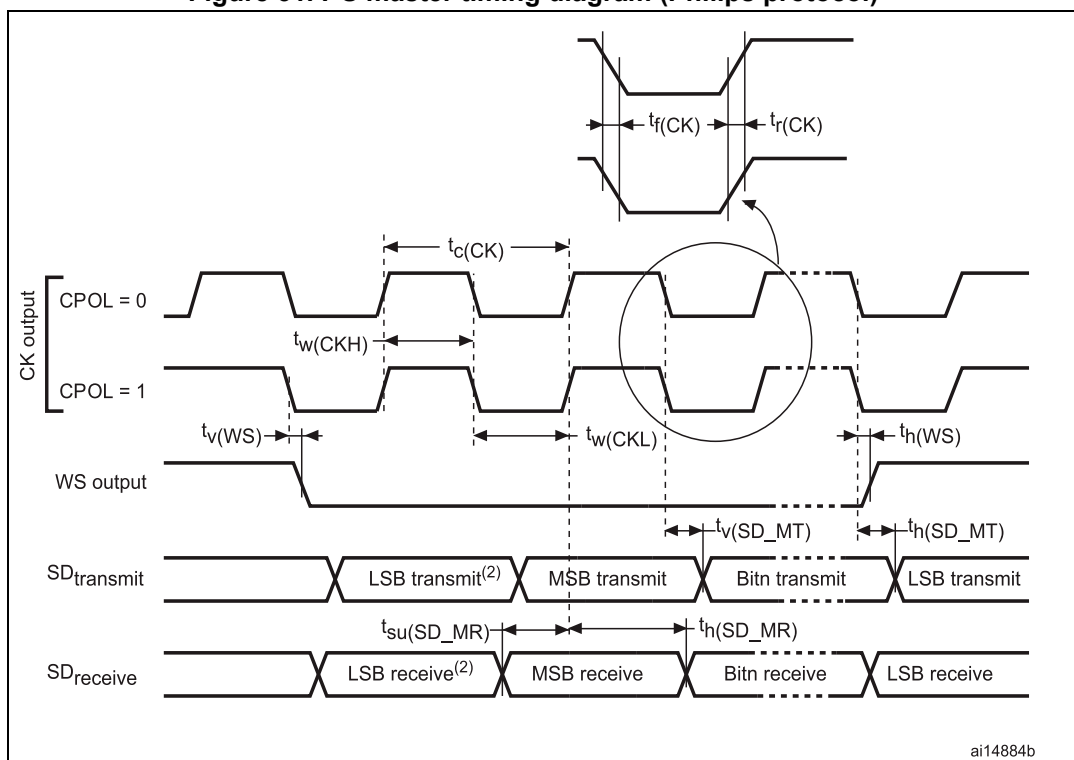 Figure 61. I²S master timing diagram (Philips protocol)
tf(CK)
tr(CK)
tc(CK)
CK output
CPOL = 0
tw(CKH)
CPOL = 1
tv(WS)
tw(CKL)
th(WS)
WS output
tv(SD_MT)
th(SD_MT)
SDtransmit
LSB transmit(2)
MSB transmit
Bitn transmit
LSB transmit
tsu(SD_MR)
th(SD_MR)
SDreceive
LSB receive(2)
MSB receive
Bitn receive
LSB receive
ai14884b